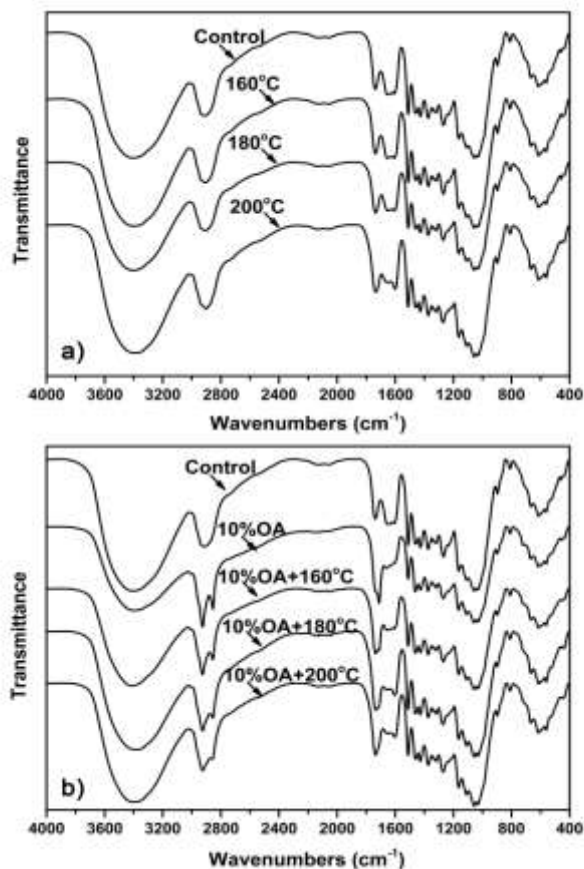 Control
160°C
180°C
200°C
Transmittance
a)
4000 3600 3200 2800 2400 2000 1600 1200 800 400
Wavenumbers (cm⁻¹)
Control
10%OA
10%OA+160°C
10%OA+180°C
10%OA+200°C
Transmittance
b)
4000 3600 3200 2800 2400 2000 1600 1200 800 400
Wavenumbers (cm⁻¹)